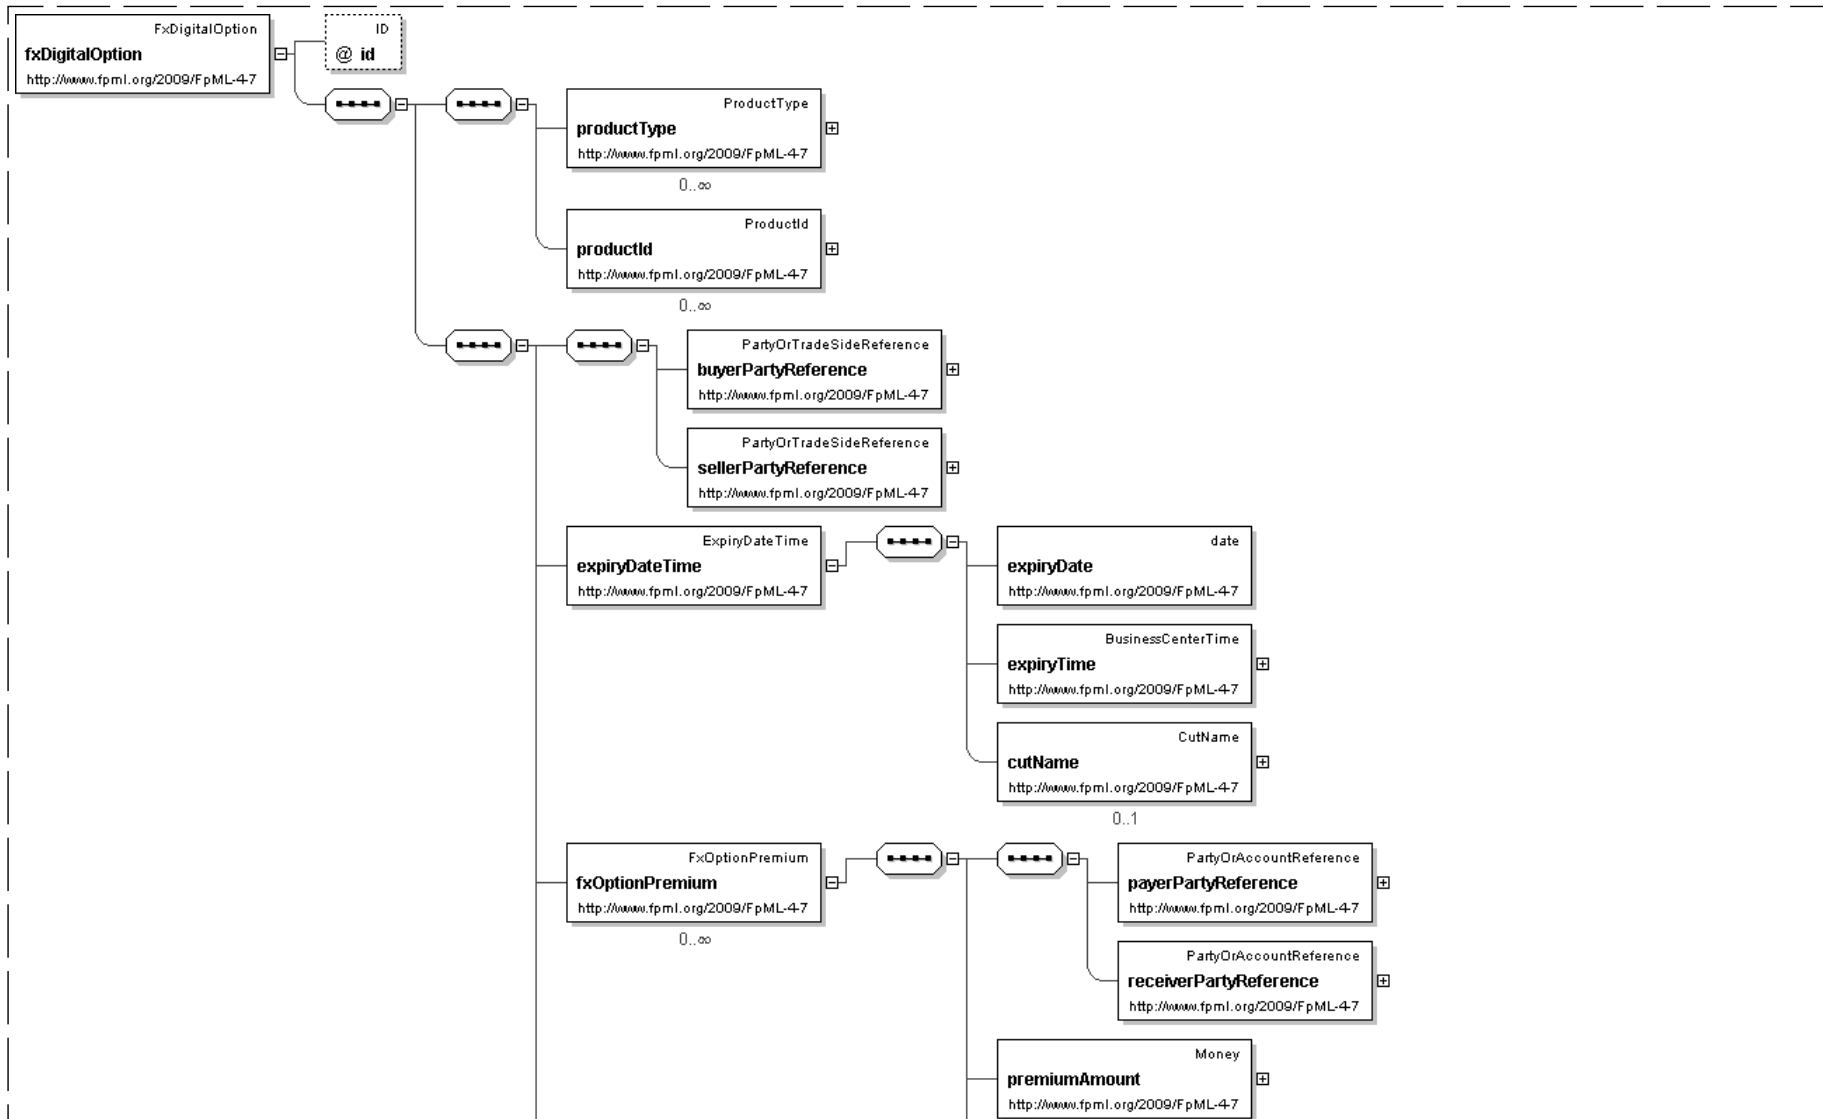 FxDigitalOption
fxDigitalOption
http://www.fpml.org/2009/FpML-4-7
ID
@ id
ProductType
productType
http://www.fpml.org/2009/FpML-4-7
0..∞
ProductId
productId
http://www.fpml.org/2009/FpML-4-7
0..∞
PartyOrTradeSideReference
buyerPartyReference
http://www.fpml.org/2009/FpML-4-7
PartyOrTradeSideReference
sellerPartyReference
http://www.fpml.org/2009/FpML-4-7
ExpiryDateTime
expiryDateTime
http://www.fpml.org/2009/FpML-4-7
date
expiryDate
http://www.fpml.org/2009/FpML-4-7
BusinessCenterTime
expiryTime
http://www.fpml.org/2009/FpML-4-7
CutName
cutName
http://www.fpml.org/2009/FpML-4-7
0..1
FxOptionPremium
fxOptionPremium
http://www.fpml.org/2009/FpML-4-7
0..∞
PartyOrAccountReference
payerPartyReference
http://www.fpml.org/2009/FpML-4-7
PartyOrAccountReference
receiverPartyReference
http://www.fpml.org/2009/FpML-4-7
Money
premiumAmount
http://www.fpml.org/2009/FpML-4-7